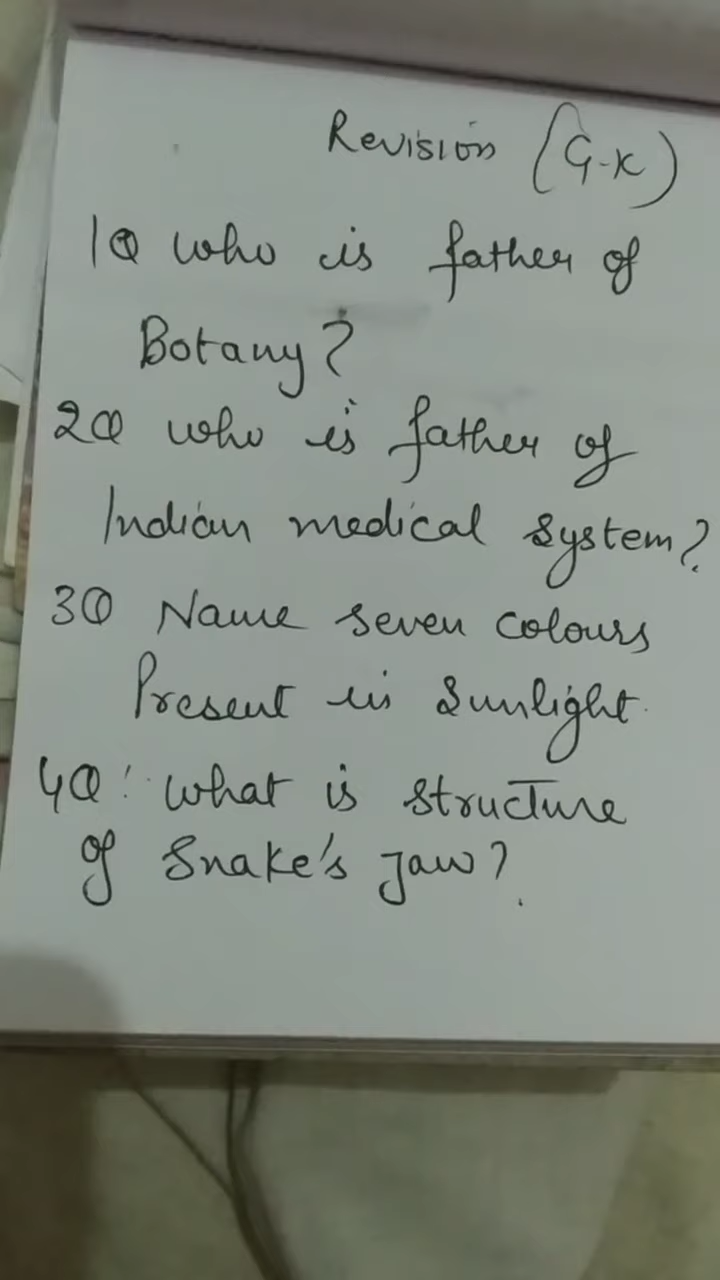 Revision (G-K)
1Q who is father of
Botany?
2Q who is father of
Indian medical system?
3Q Name seven colours
Present in Sunlight.
4Q: what is structure
of Snake's jaw?